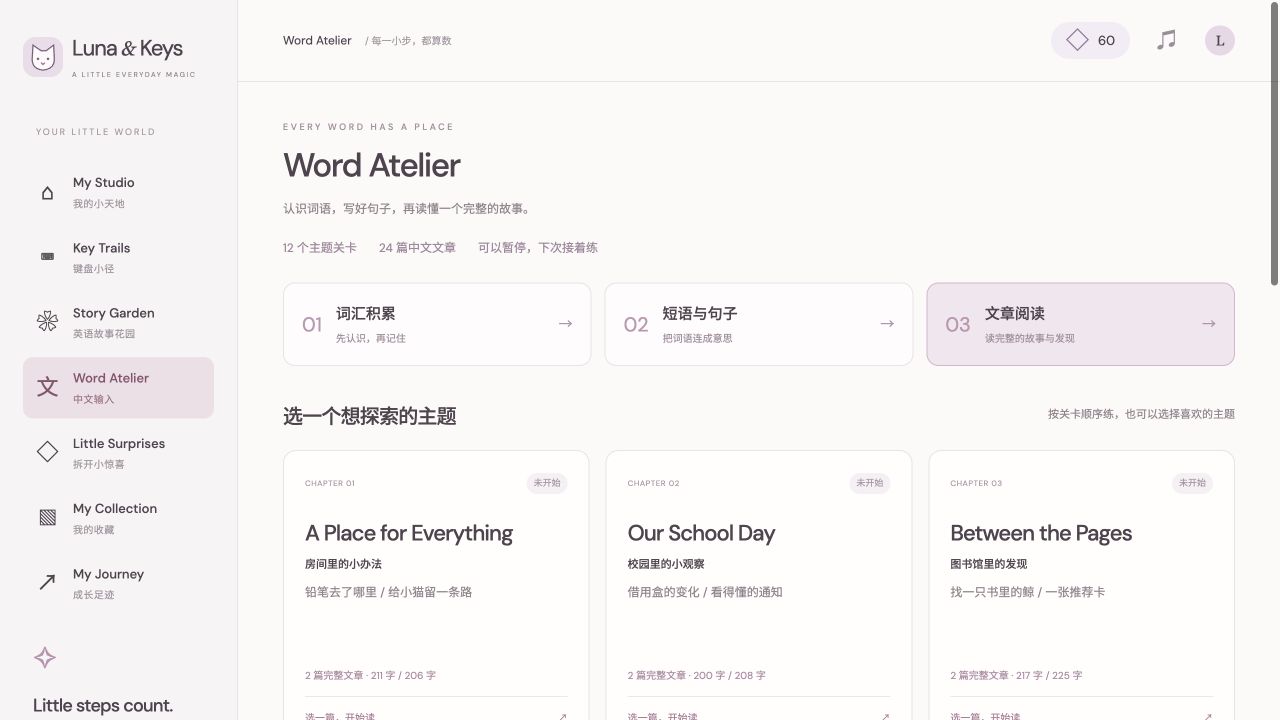 Luna & Keys
A LITTLE EVERYDAY MAGIC
YOUR LITTLE WORLD
My Studio
我的小天地
Key Trails
键盘小径
Story Garden
英语故事花园
文
Word Atelier
中文输入
Little Surprises
拆开小惊喜
My Collection
我的收藏
My Journey
成长足迹
Little steps count.
Word Atelier / 每一小步，都算数
60
L
EVERY WORD HAS A PLACE
Word Atelier
认识词语，写好句子，再读懂一个完整的故事。
12 个主题关卡 24 篇中文文章 可以暂停，下次接着练
01 词汇积累
先认识，再记住
→
02 短语与句子
把词语连成意思
→
03 文章阅读
读完整的故事与发现
→
选一个想探索的主题
按关卡顺序练，也可以选择喜欢的主题
CHAPTER 01 未开始
A Place for Everything
房间里的小办法
铅笔去了哪里 / 给小猫留一条路
2 篇完整文章 · 211 字 / 206 字
选一篇，开始读 ↗
CHAPTER 02 未开始
Our School Day
校园里的小观察
借用盒的变化 / 看得懂的通知
2 篇完整文章 · 200 字 / 208 字
选一篇，开始读 ↗
CHAPTER 03 未开始
Between the Pages
图书馆里的发现
找一只书里的鲸 / 一张推荐卡
2 篇完整文章 · 217 字 / 225 字
选一篇，开始读 ↗